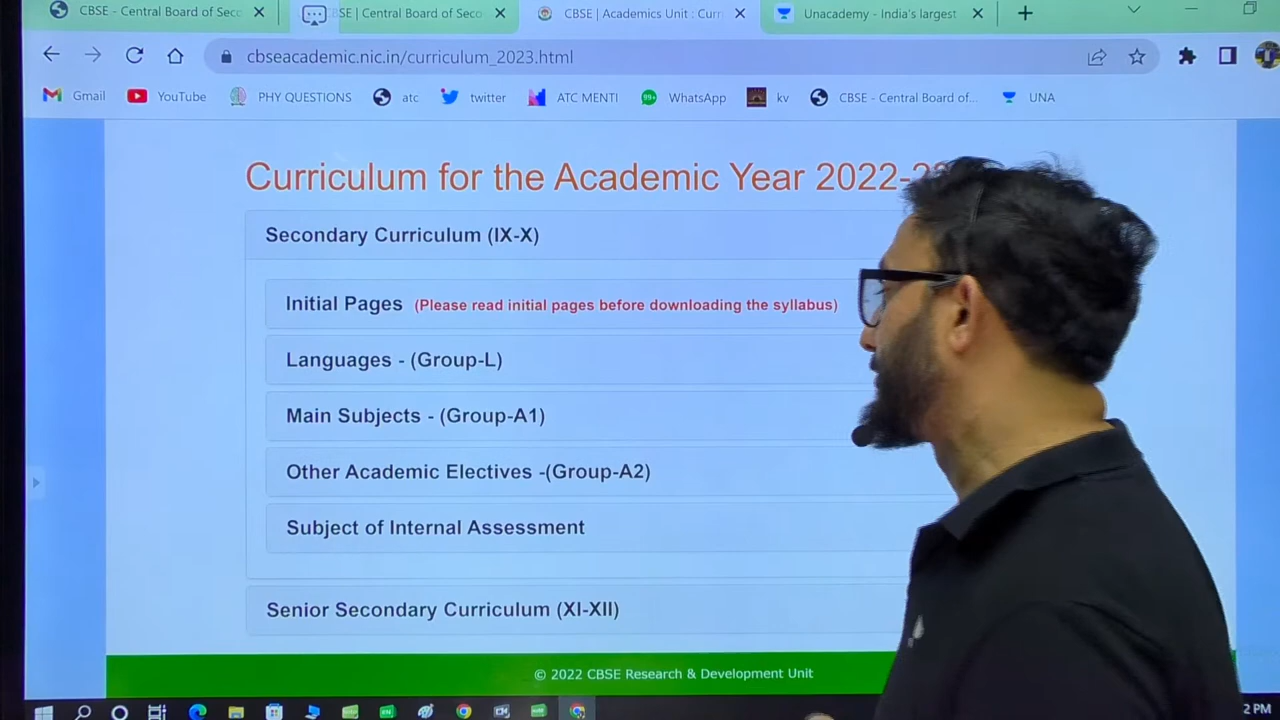 CBSE - Central Board of Seco
BSE | Central Board of Seco
CBSE | Academics Unit : Curr
Unacademy - India's largest
cbseacademic.nic.in/curriculum_2023.html
Gmail
YouTube
PHY QUESTIONS
atc
twitter
ATC MENTI
99+
WhatsApp
kv
CBSE - Central Board of...
UNA
Curriculum for the Academic Year 2022-
Secondary Curriculum (IX-X)
Initial Pages (Please read initial pages before downloading the syllabus)
Languages - (Group-L)
Main Subjects - (Group-A1)
Other Academic Electives -(Group-A2)
Subject of Internal Assessment
Senior Secondary Curriculum (XI-XII)
© 2022 CBSE Research & Development Unit
2 PM